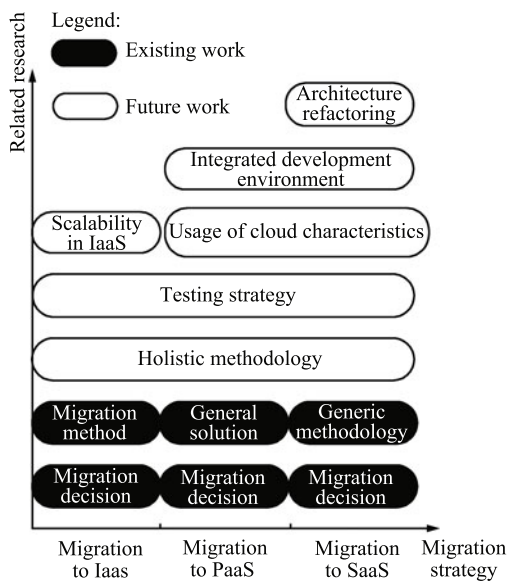 Legend:
Existing work
Future work
Related research
Architecture
refactoring
Integrated development
environment
Scalability
in IaaS
Usage of cloud characteristics
Testing strategy
Holistic methodology
Migration
method
General
solution
Generic
methodology
Migration
decision
Migration
decision
Migration
decision
Migration
to Iaas
Migration
to PaaS
Migration
to SaaS
Migration
strategy